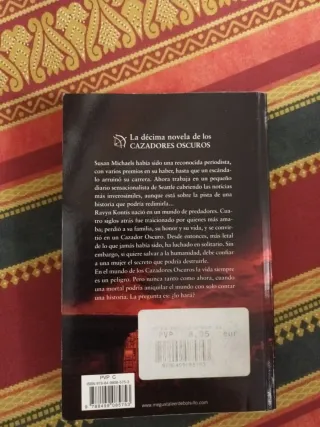 La décima novela de los
CAZADORES OSCUROS
Susan Michaels había sido una reconocida periodista,
con varios premios en su haber, hasta que un escánda-
lo arruinó su carrera. Ahora trabaja en un pequeño
diario sensacionalista de Seattle cubriendo las noticias
más inverosímiles, aunque está sobre la pista de una
historia que podría redimirla...
Ravyn Kontis nació en un mundo de predadores. Cua-
tro siglos atrás fue traicionado por quienes más ama-
ba; perdió a su familia, su honor y su vida, y se convir-
tió en un Cazador Oscuro. Desde entonces, más letal
de lo que jamás había sido, ha luchado en solitario. Sin
embargo, si quiere salvar a la humanidad, debe confiar
a una mujer el secreto que podría destruirle.
En el mundo de los Cazadores Oscuros la vida siempre
es un peligro. Pero nunca tanto como ahora, cuando
una mortal podría aniquilar el mundo con solo contar
una historia. La pregunta es: ¿lo hará?
PVP
PVP C